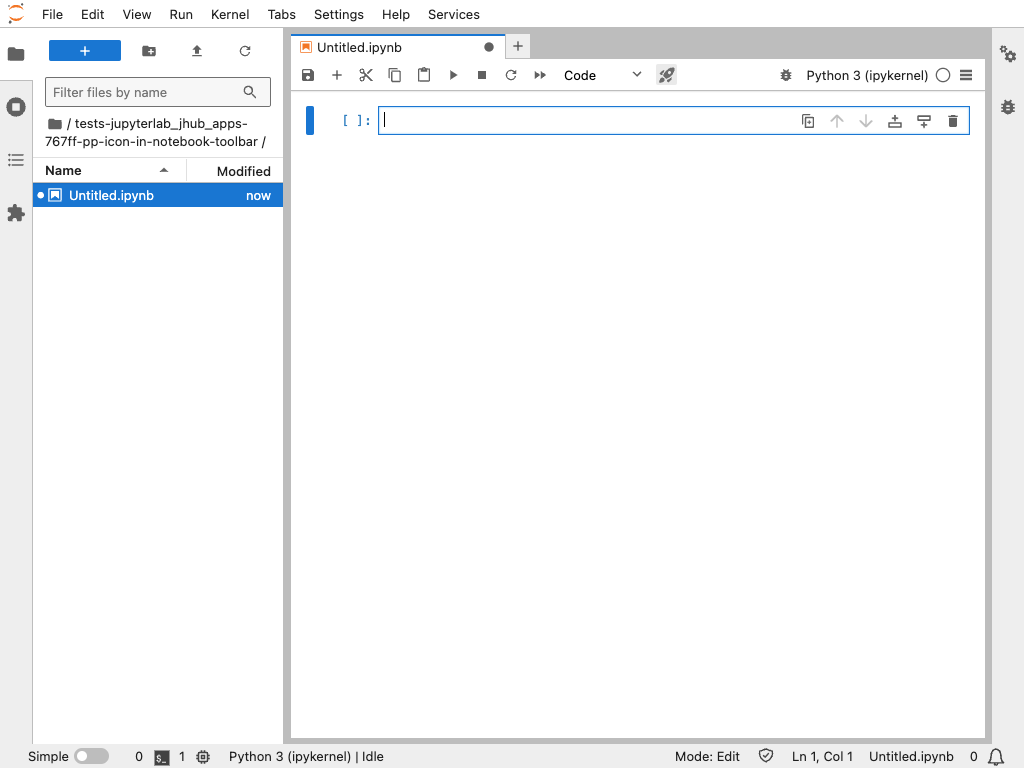 File Edit View Run Kernel Tabs Settings Help Services
Filter files by name
/ tests-jupyterlab_jhub_apps-
767ff-pp-icon-in-notebook-toolbar /
Name Modified
Untitled.ipynb now
Untitled.ipynb
Code Python 3 (ipykernel)
[ ]:
Simple 0 $_ 1 Python 3 (ipykernel) | Idle Mode: Edit Ln 1, Col 1 Untitled.ipynb 0